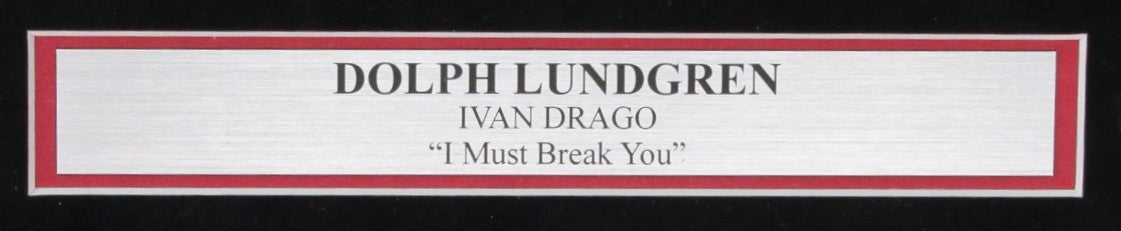 DOLPH LUNDGREN
IVAN DRAGO
“I Must Break You”